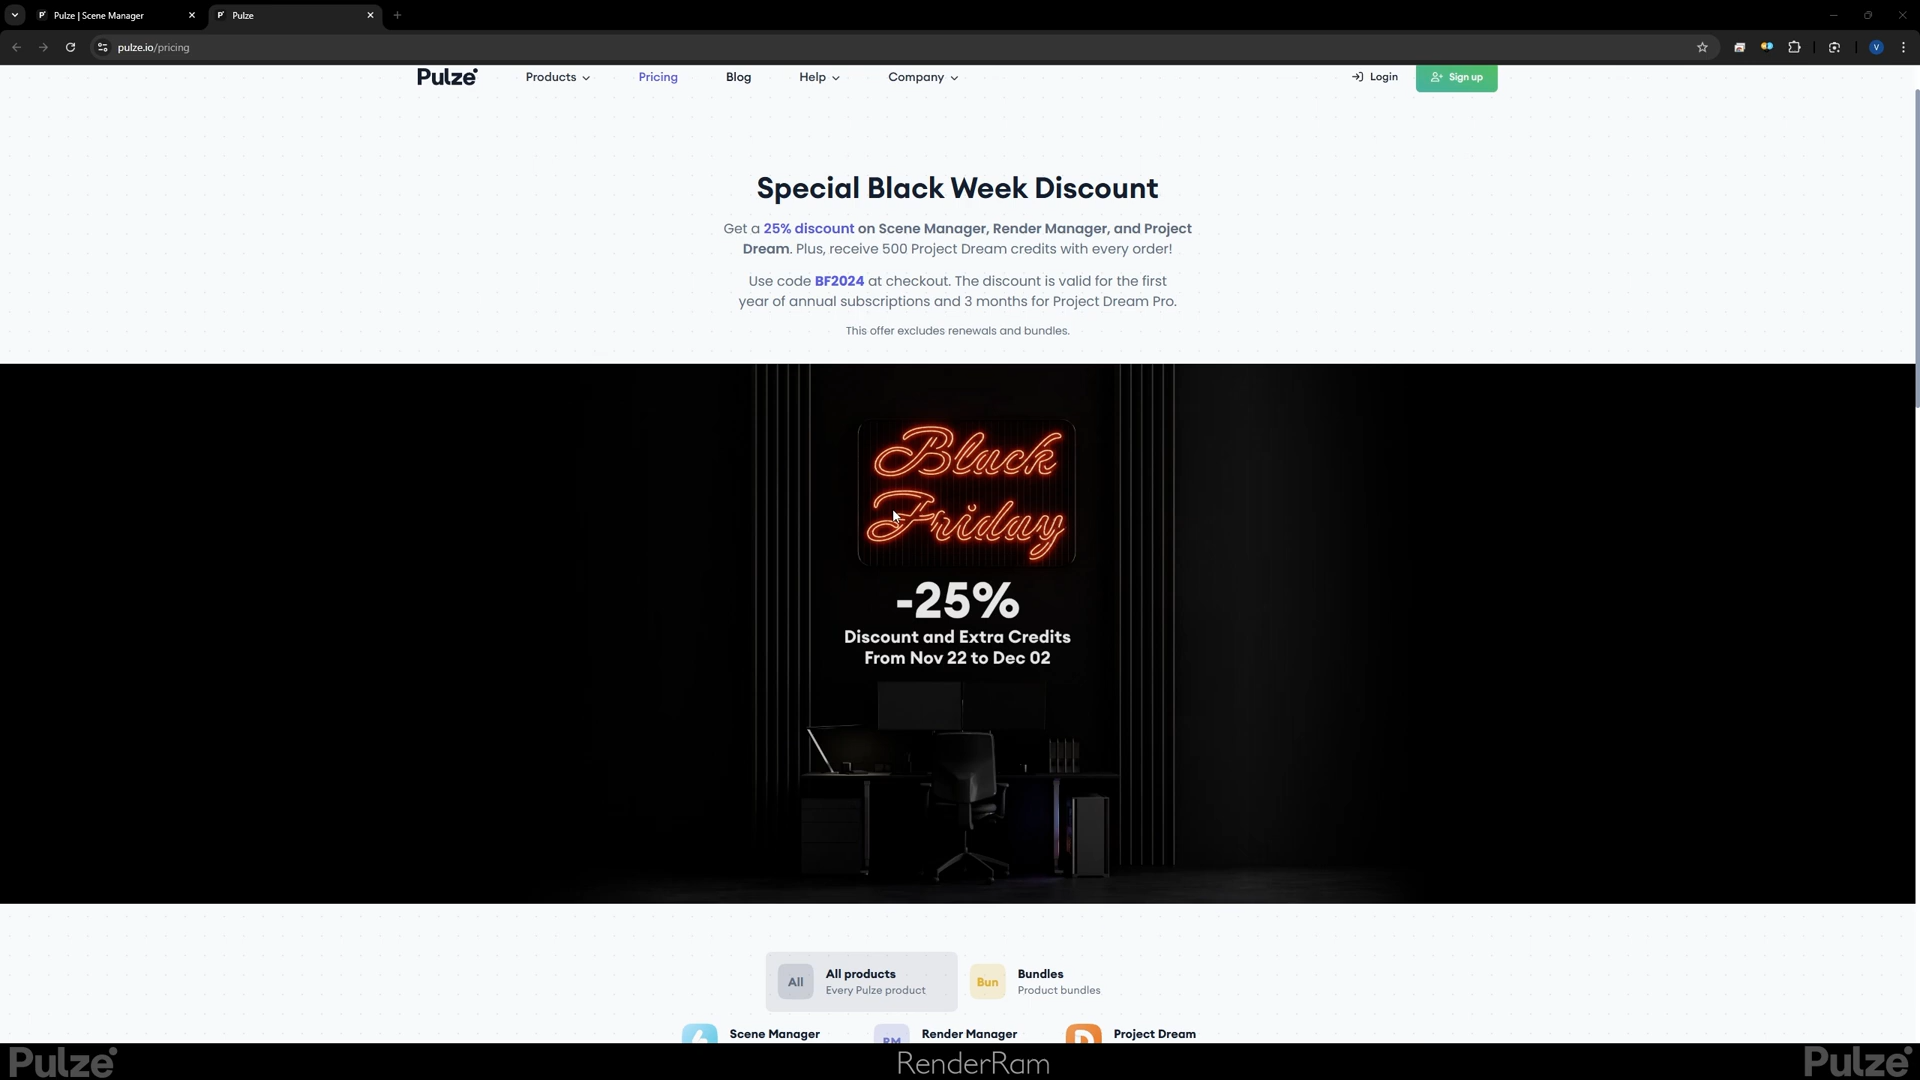 Pulze | Scene Manager
Pulze
pulze.io/pricing
V
Pulze
Products
Pricing
Blog
Help
Company
Login
Sign up
Special Black Week Discount
Get a 25% discount on Scene Manager, Render Manager, and Project
Dream. Plus, receive 500 Project Dream credits with every order!
Use code BF2024 at checkout. The discount is valid for the first
year of annual subscriptions and 3 months for Project Dream Pro.
This offer excludes renewals and bundles.
Black
Friday
-25%
Discount and Extra Credits
From Nov 22 to Dec 02
All
All products
Every Pulze product
Bun
Bundles
Product bundles
Scene Manager
RM
Render Manager
Project Dream
Pulze
RenderRam
Pulze